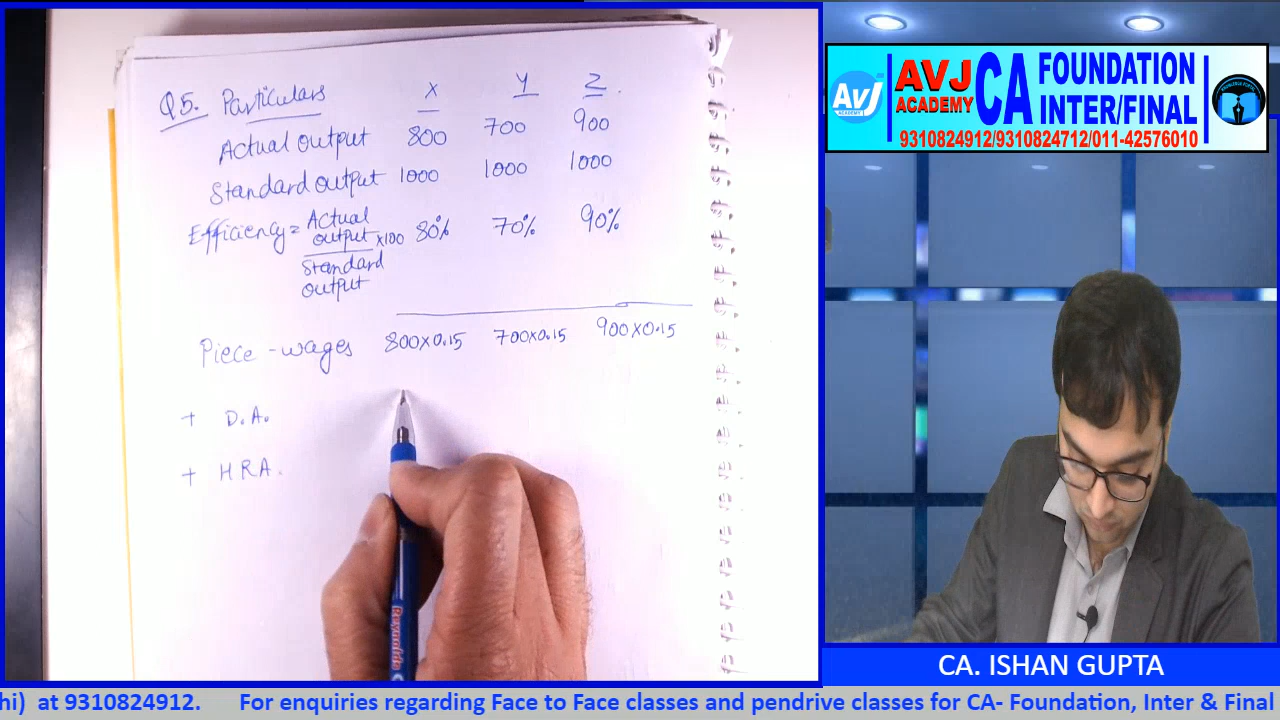 Q5. Particulars X Y Z.
Actual output 800 700 900
Standard output 1000 1000 1000
Efficiency = Actual output x100 80% 70% 90%
Standard output
Piece - wages 800x0.15 700x0.15 900x0.15
+ D.A.
+ HRA.
Reynolds
AVJ
AVJ ACADEMY
CA FOUNDATION
INTER/FINAL
9310824912/9310824712/011-42576010
CA. ISHAN GUPTA
hi) at 9310824912. For enquiries regarding Face to Face classes and pendrive classes for CA- Foundation, Inter & Final